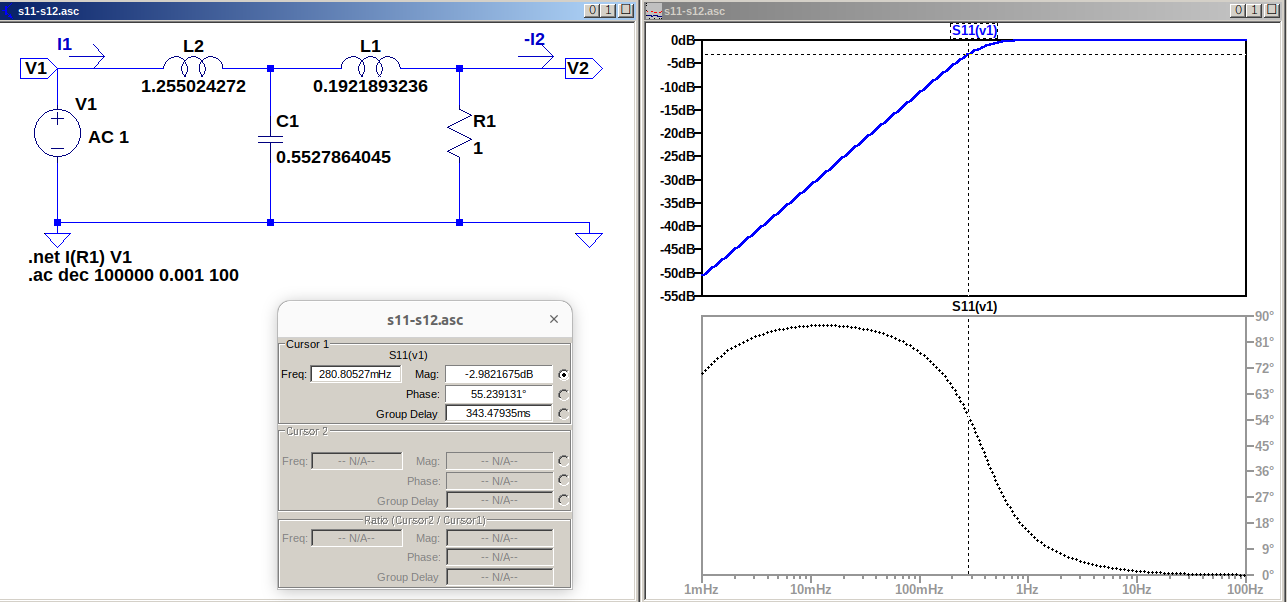 s11-s12.asc
0 1
I1
L2
L1
-I2
V1
V2
1.255024272
0.1921893236
V1
AC 1
C1
R1
1
0.5527864045
.net I(R1) V1
.ac dec 100000 0.001 100
s11-s12.asc
×
Cursor 1
S11(v1)
Freq: 280.80527mHz Mag: -2.9821675dB
Phase: 55.239131°
Group Delay 343.47935ms
Cursor 2
Freq: -- N/A-- Mag: -- N/A--
Phase: -- N/A--
Group Delay -- N/A--
Ratio (Cursor2 / Cursor1)
Freq: -- N/A-- Mag: -- N/A--
Phase: -- N/A--
Group Delay -- N/A--
s11-s12.asc
0 1
S11(v1)
0dB
-5dB
-10dB
-15dB
-20dB
-25dB
-30dB
-35dB
-40dB
-45dB
-50dB
-55dB
S11(v1)
90°
81°
72°
63°
54°
45°
36°
27°
18°
9°
0°
1mHz 10mHz 100mHz 1Hz 10Hz 100Hz